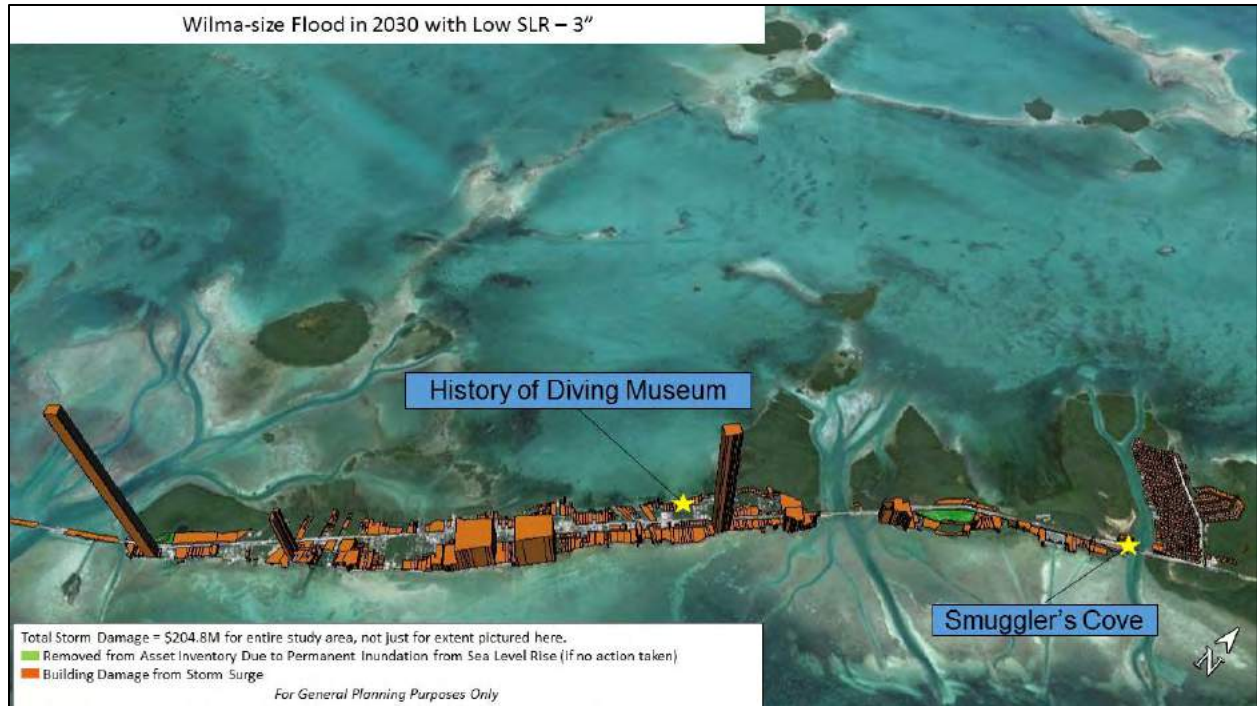 Wilma-size Flood in 2030 with Low SLR – 3”
History of Diving Museum
Smuggler's Cove
Total Storm Damage = $204.8M for entire study area, not just for extent pictured here.
Removed from Asset Inventory Due to Permanent Inundation from Sea Level Rise (if no action taken)
Building Damage from Storm Surge
For General Planning Purposes Only
N